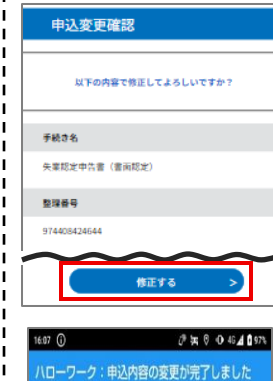 申込変更確認
以下の内容で修正してよろしいですか？
手続き名
失業認定申告書（書面認定）
整理番号
974408424644
修正する >
16:07 4G 97%
ハローワーク：申込内容の変更が完了しました